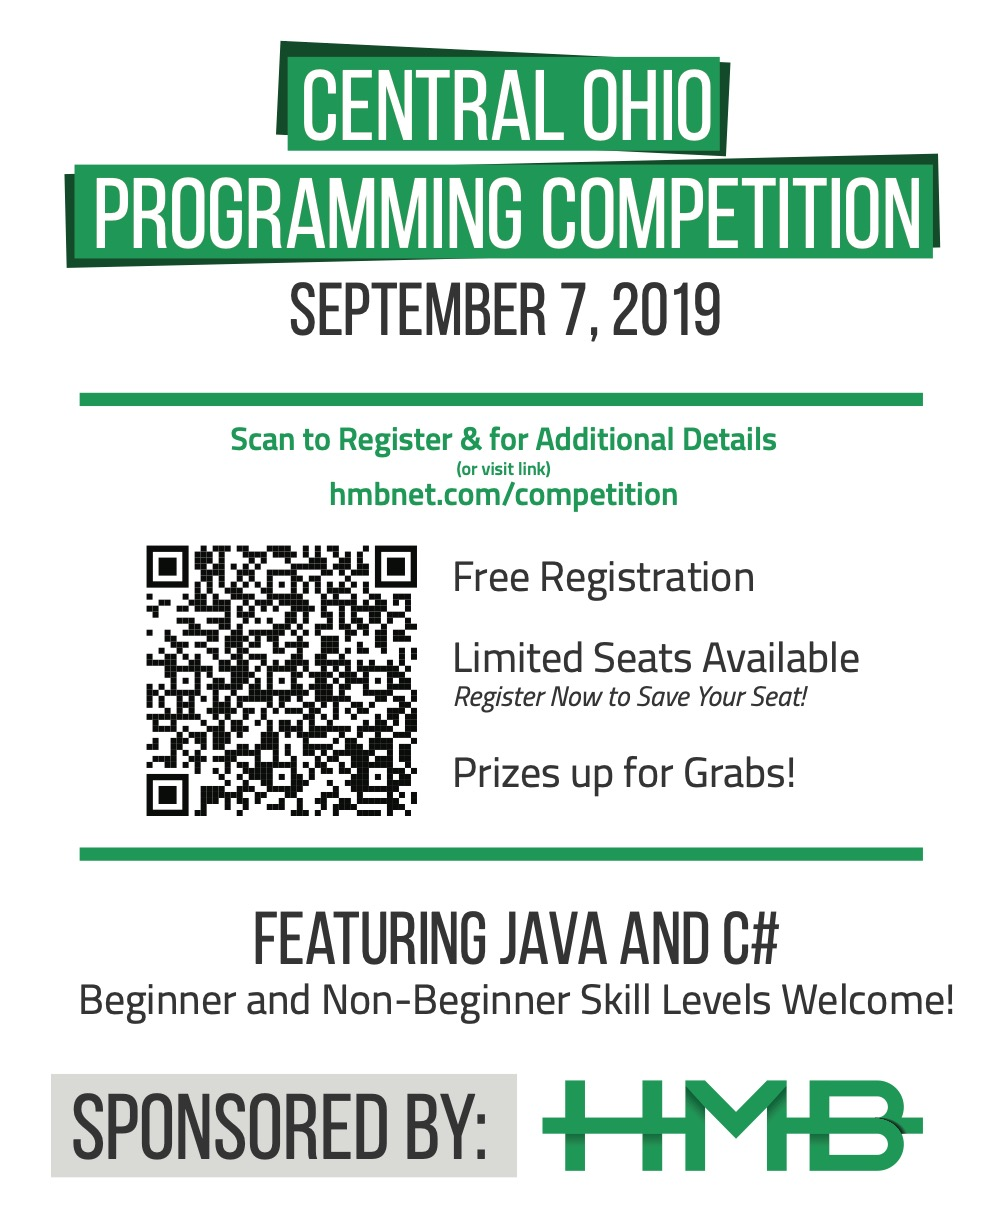 CENTRAL OHIO
PROGRAMMING COMPETITION
SEPTEMBER 7, 2019
Scan to Register & for Additional Details
(or visit link)
hmbnet.com/competition
Free Registration
Limited Seats Available
Register Now to Save Your Seat!
Prizes up for Grabs!
FEATURING JAVA AND C#
Beginner and Non-Beginner Skill Levels Welcome!
SPONSORED BY: HMB